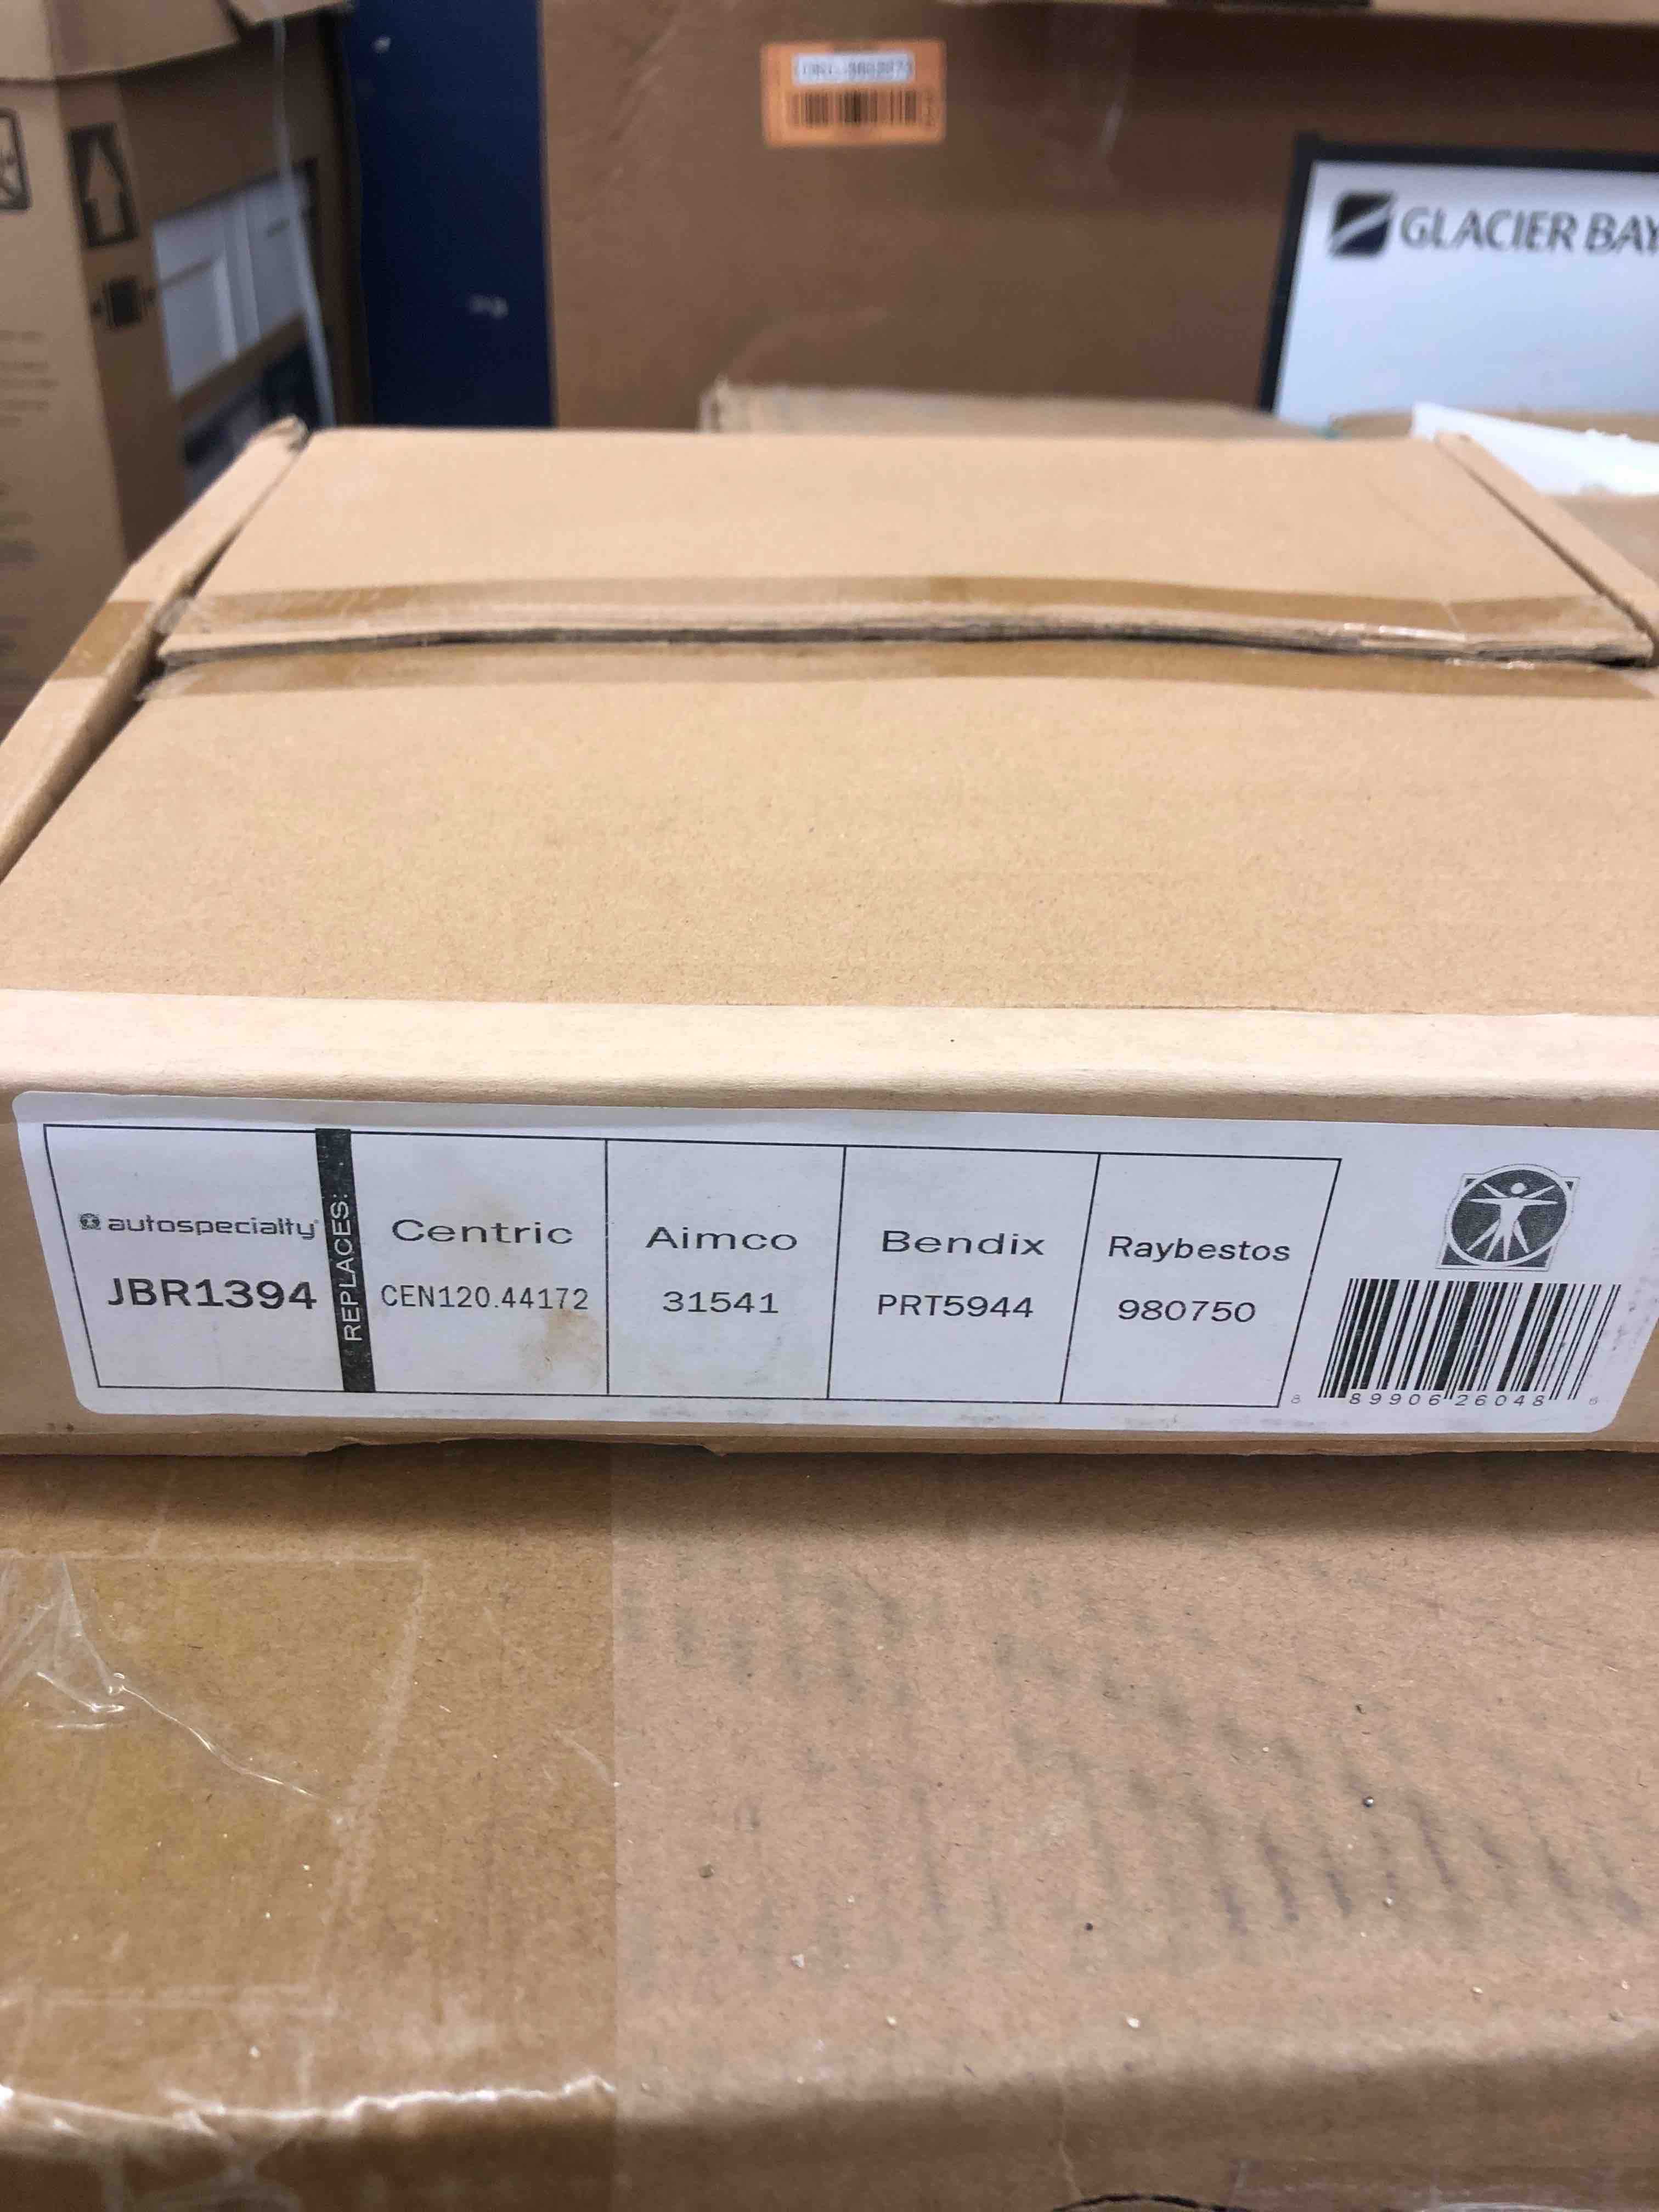 GLACIER BAY
autospecialty
JBR1394
REPLACES:
Centric
CEN120.44172
Aimco
31541
Bendix
PRT5944
Raybestos
980750
8 89906 26048 6